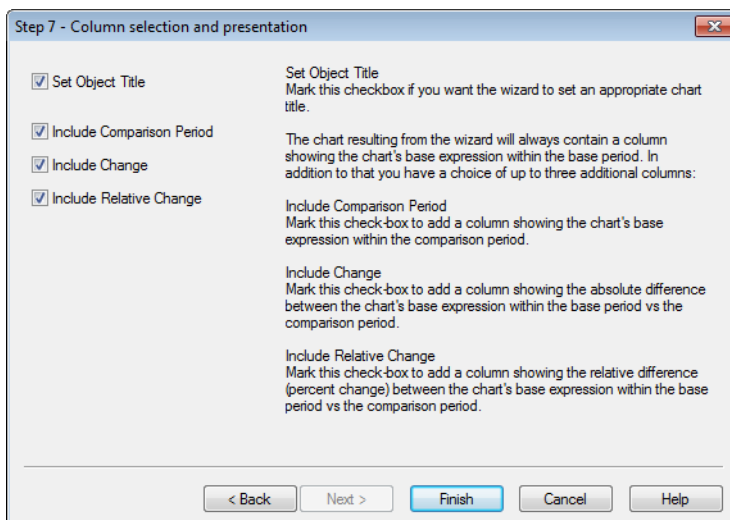 Step 7 - Column selection and presentation
Set Object Title
Include Comparison Period
Include Change
Include Relative Change
Set Object Title
Mark this checkbox if you want the wizard to set an appropriate chart
title.
The chart resulting from the wizard will always contain a column
showing the chart's base expression within the base period. In
addition to that you have a choice of up to three additional columns:
Include Comparison Period
Mark this check-box to add a column showing the chart's base
expression within the comparison period.
Include Change
Mark this check-box to add a column showing the absolute difference
between the chart's base expression within the base period vs the
comparison period.
Include Relative Change
Mark this check-box to add a column showing the relative difference
(percent change) between the chart's base expression within the base
period vs the comparison period.
< Back
Next >
Finish
Cancel
Help